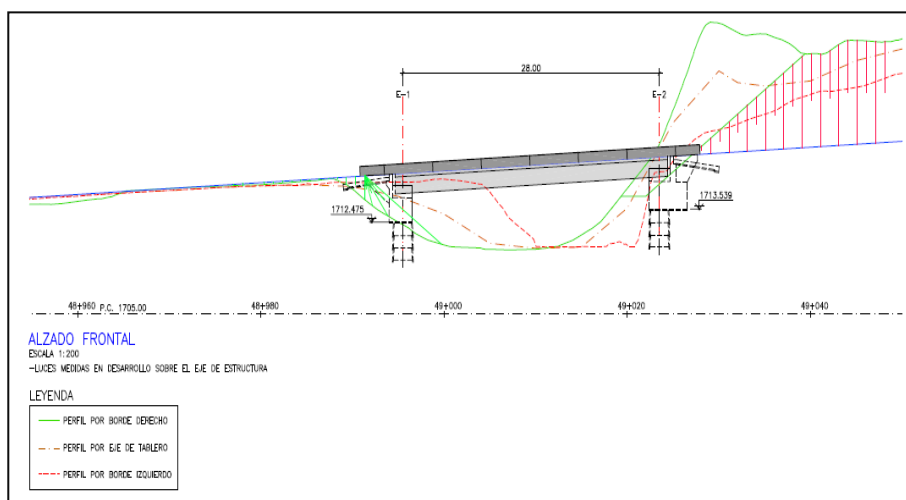 28.00
E-1
E-2
1712.475
1713.539
48+960
P.C. 1705.00
48+980
49+000
49+020
49+040
ALZADO FRONTAL
ESCALA 1:200
-LUCES MEDIDAS EN DESARROLLO SOBRE EL EJE DE ESTRUCTURA
LEYENDA
PERFIL POR BORDE DERECHO
PERFIL POR EJE DE TABLERO
PERFIL POR BORDE IZQUIERDO